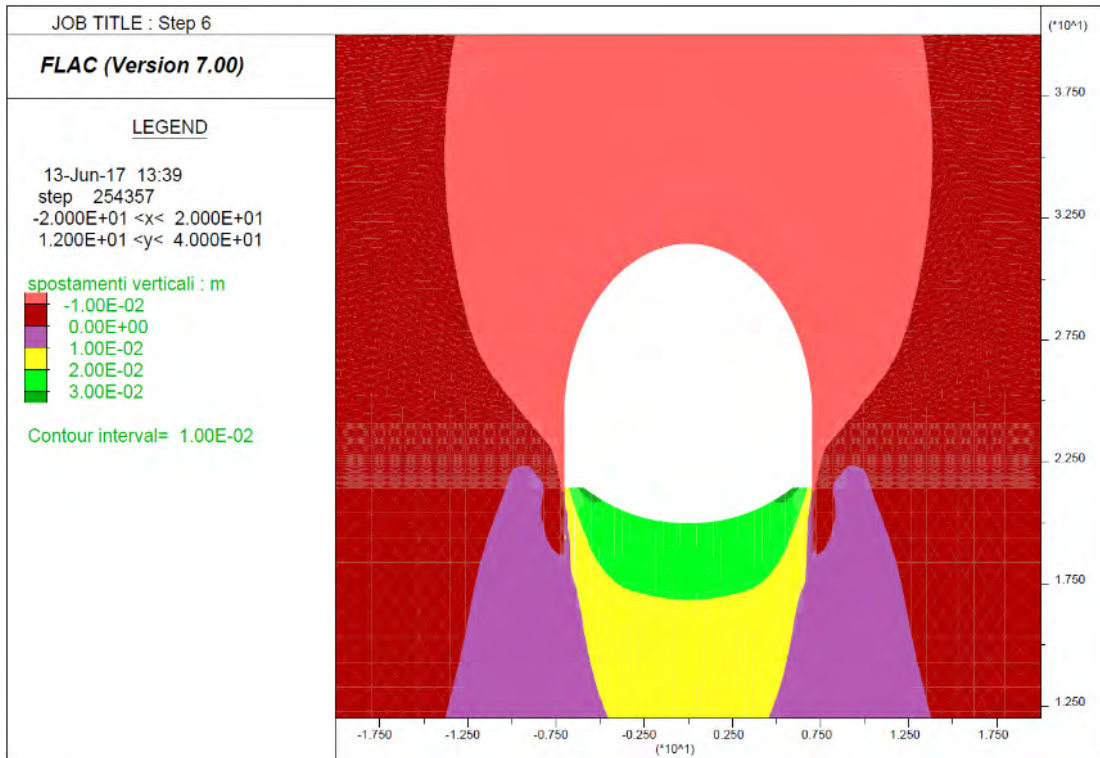 JOB TITLE : Step 6
FLAC (Version 7.00)
LEGEND
13-Jun-17 13:39
step 254357
-2.000E+01 <x< 2.000E+01
1.200E+01 <y< 4.000E+01
spostamenti verticali : m
-1.00E-02
0.00E+00
1.00E-02
2.00E-02
3.00E-02
Contour interval= 1.00E-02
(*10^1)
3.750
3.250
2.750
2.250
1.750
1.250
-1.750 -1.250 -0.750 -0.250 0.250 0.750 1.250 1.750
(*10^1)